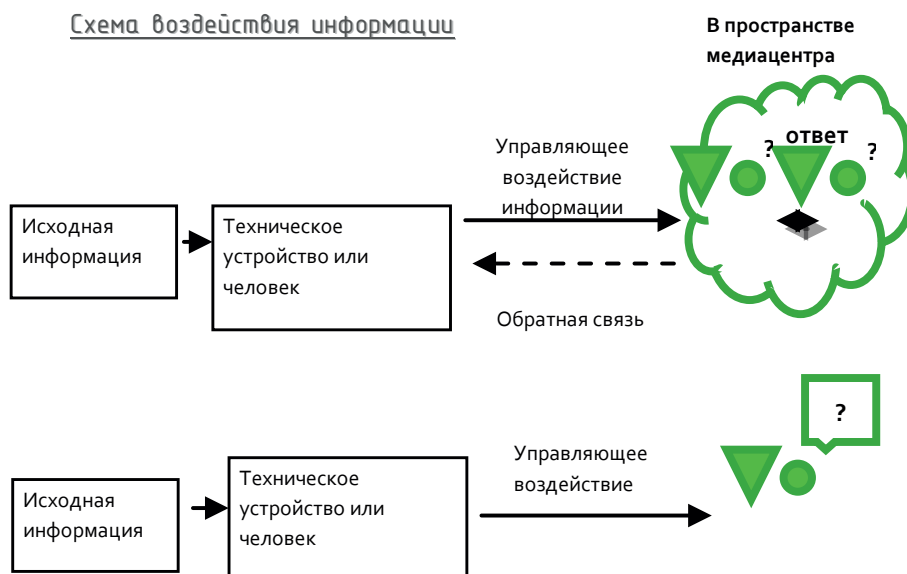 Схема воздействия информации
В пространстве
медиацентра
ответ
?
?
Управляющее
воздействие
информации
Исходная
информация
Техническое
устройство или
человек
Обратная связь
?
Управляющее
воздействие
Исходная
информация
Техническое
устройство или
человек